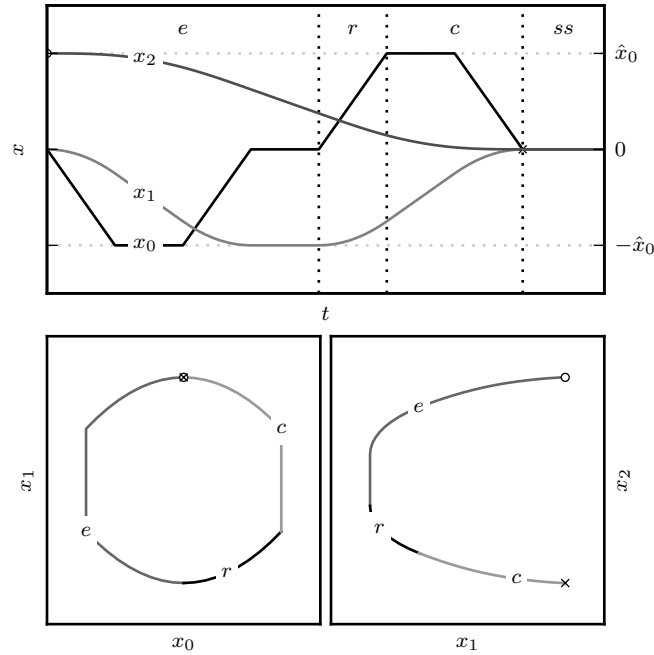 e r c ss
x̂₀
x₂
x
0
x₁
x₀
−x̂₀
t
e c
x₁ x₂
e r
r c
x₀ x₁